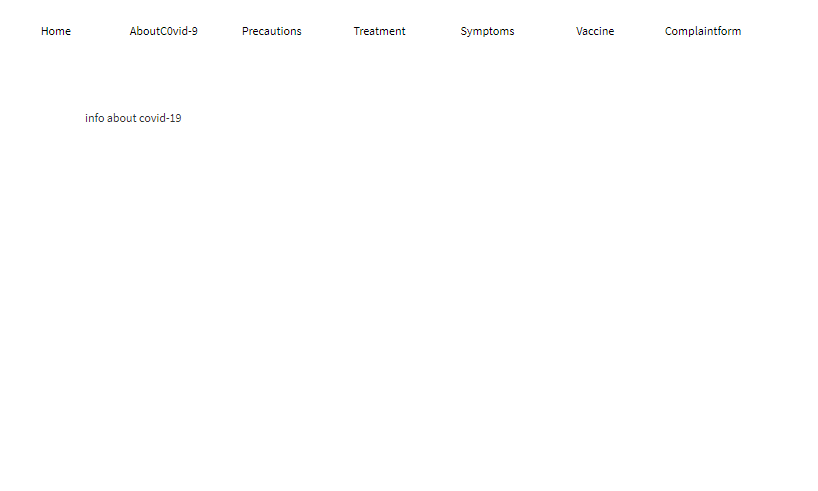 Home AboutC0vid-9 Precautions Treatment Symptoms Vaccine Complaintform
info about covid-19